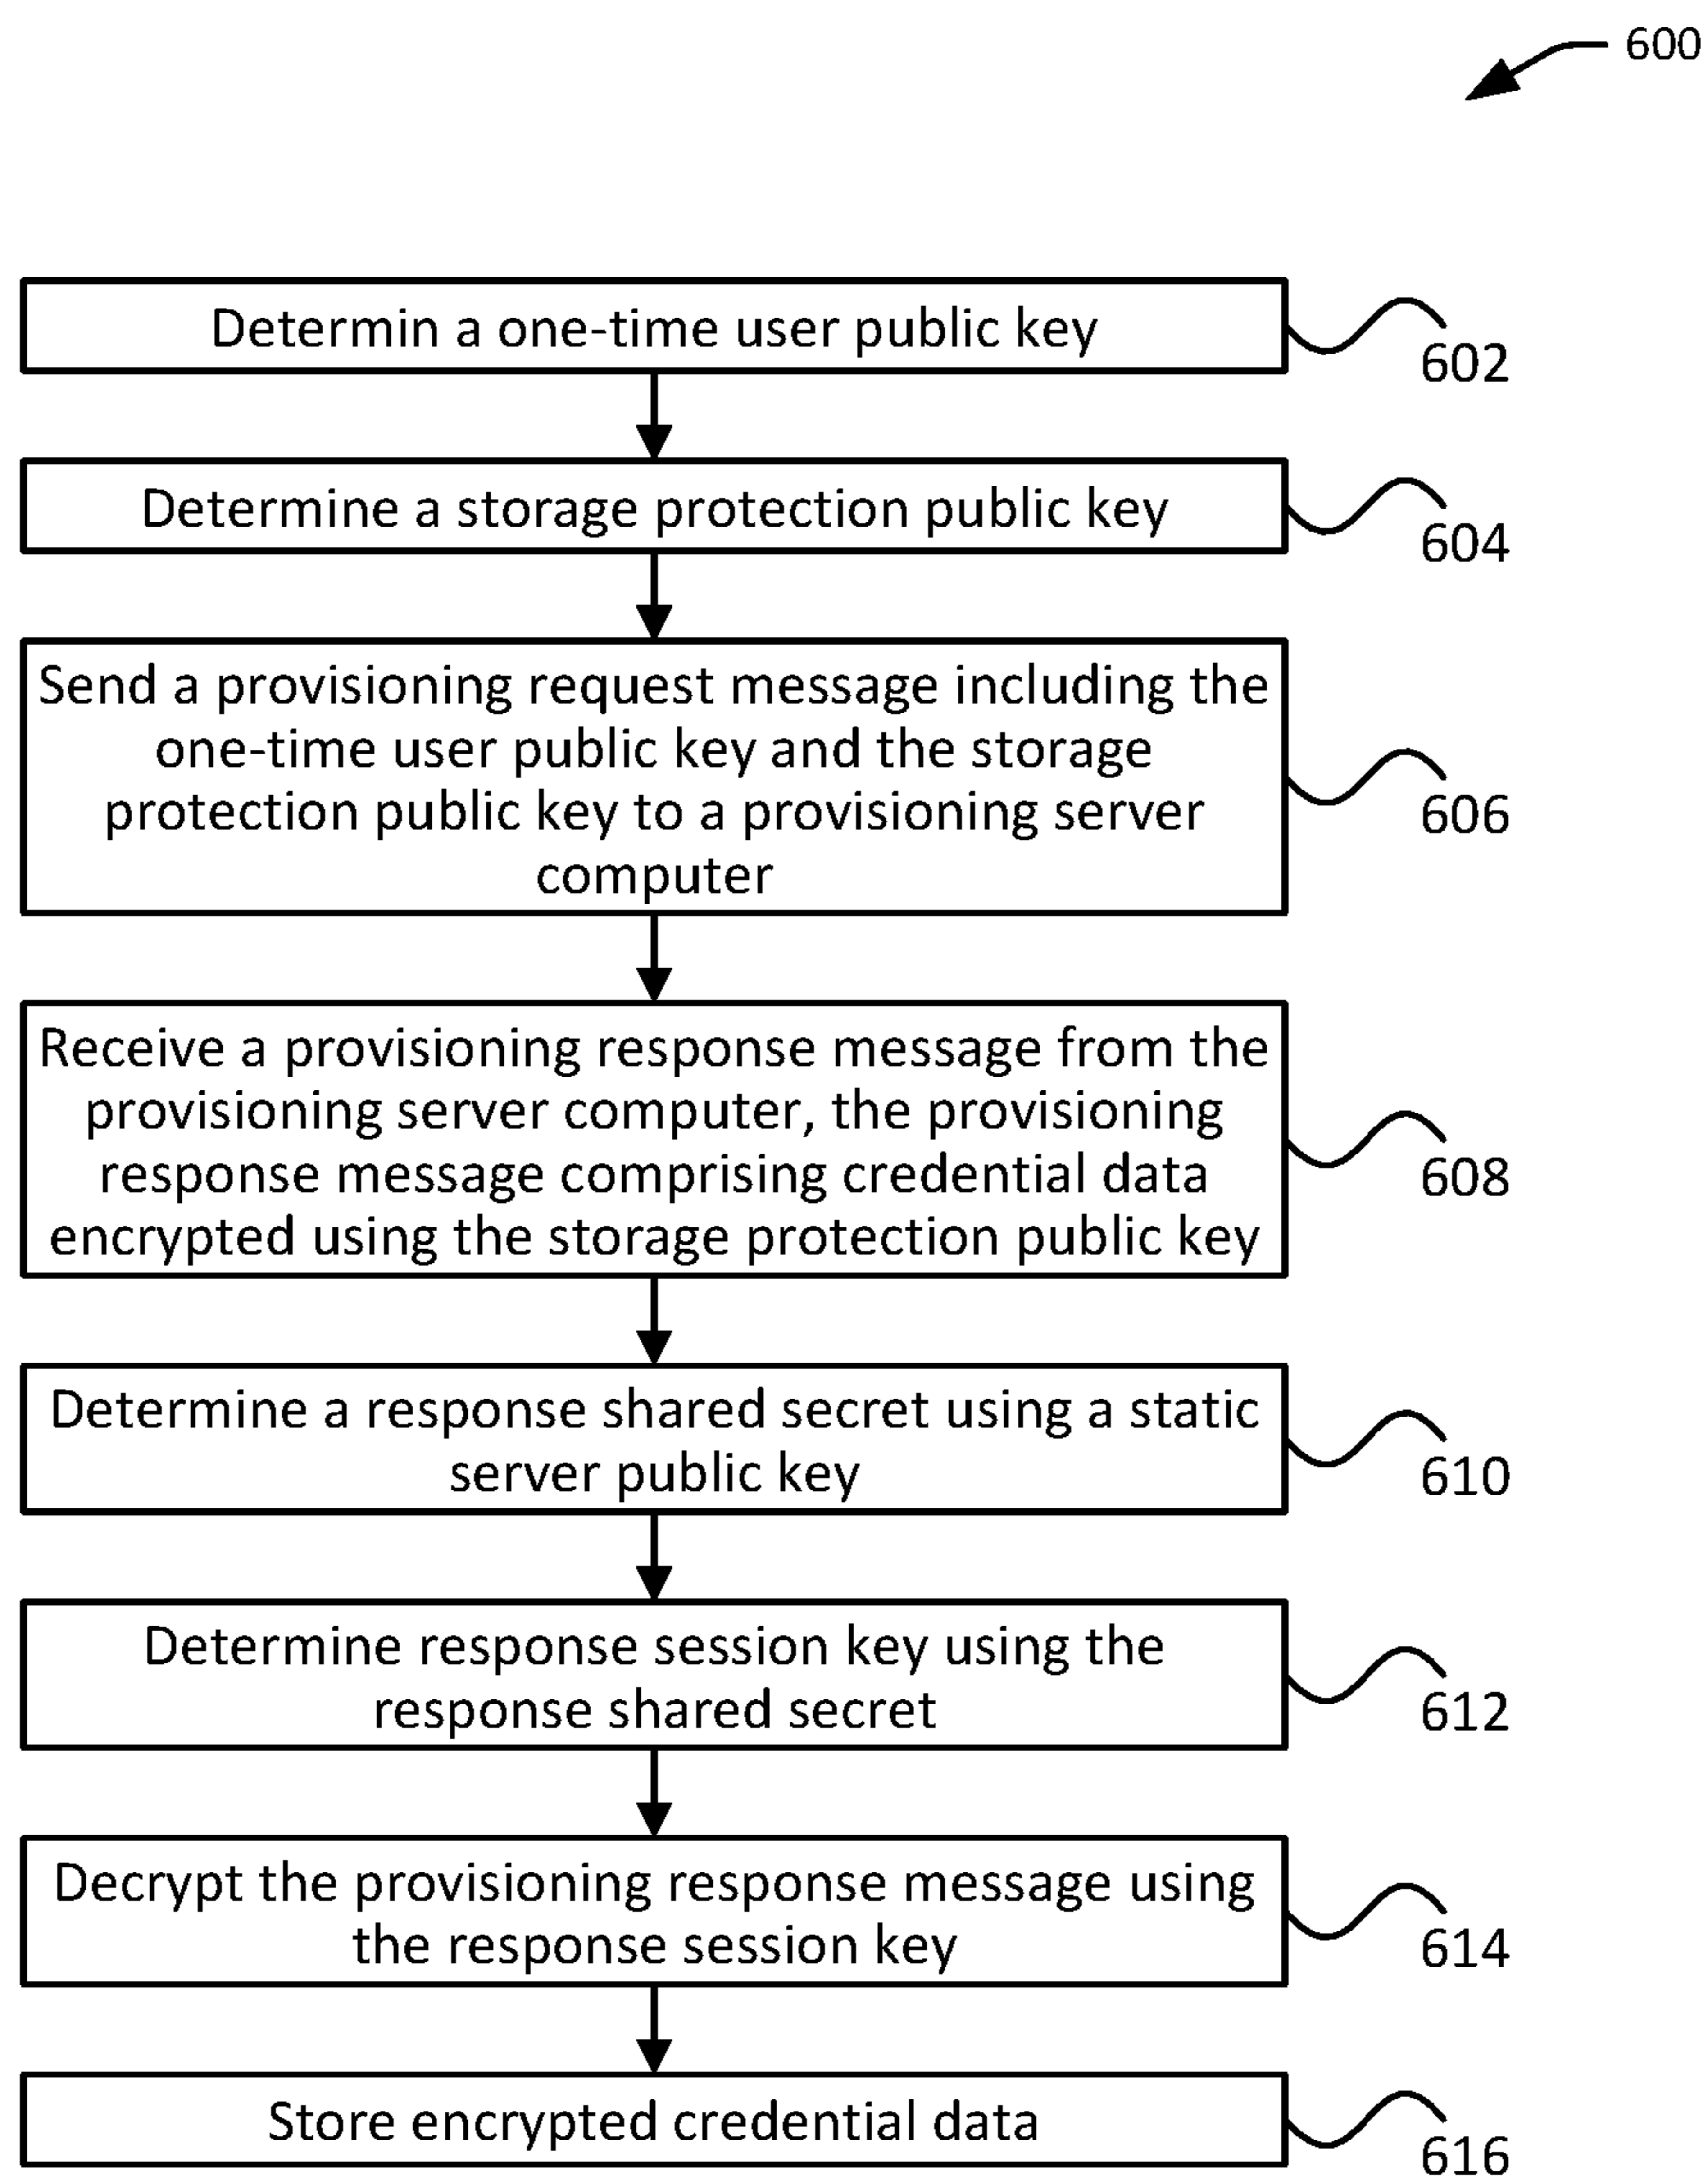 600
Determin a one-time user public key
602
Determine a storage protection public key
604
Send a provisioning request message including the
one-time user public key and the storage
protection public key to a provisioning server
computer
606
Receive a provisioning response message from the
provisioning server computer, the provisioning
response message comprising credential data
encrypted using the storage protection public key
608
Determine a response shared secret using a static
server public key
610
Determine response session key using the
response shared secret
612
Decrypt the provisioning response message using
the response session key
614
Store encrypted credential data
616